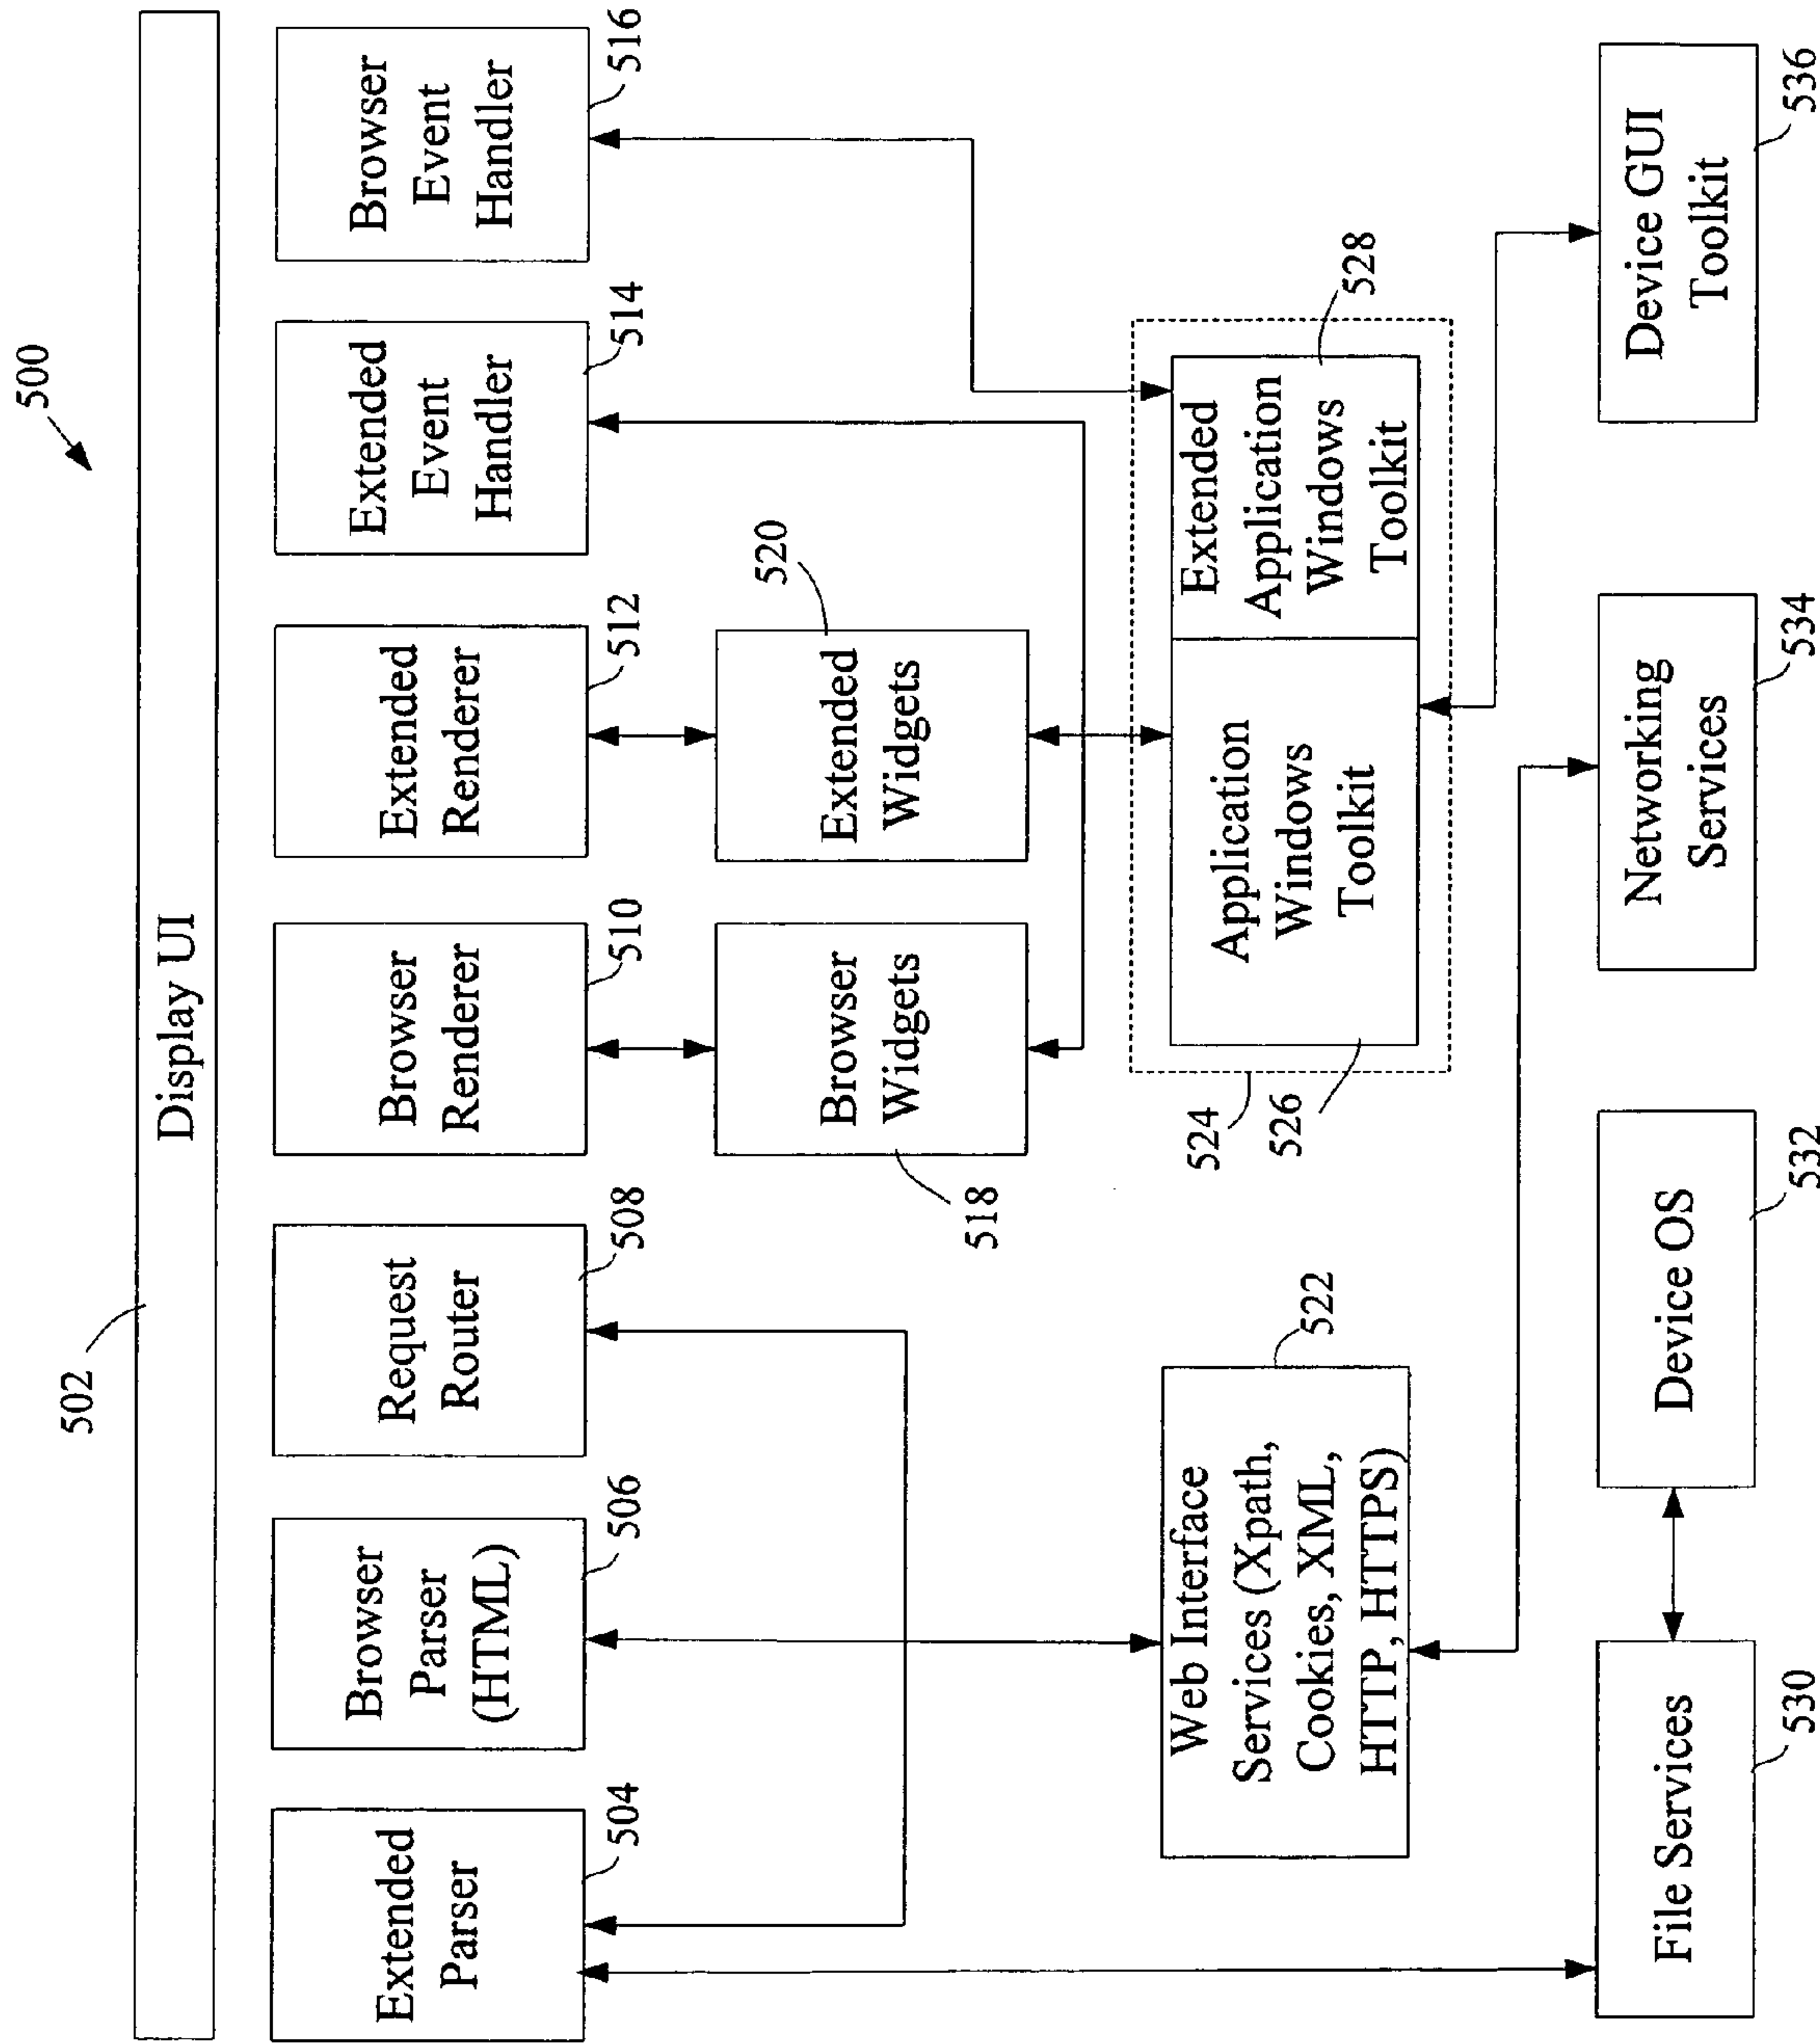 500
502
Display UI
Extended
Parser
504
Browser
Parser
(HTML)
506
Request
Router
508
Browser
Renderer
510
Extended
Renderer
512
Extended
Event
Handler
514
Browser
Event
Handler
516
Browser
Widgets
518
Extended
Widgets
520
Web Interface
Services (Xpath,
Cookies, XML,
HTTP, HTTPS)
522
524
Application
Windows
Toolkit
526
Extended
Application
Windows
Toolkit
528
File Services
530
Device OS
532
Networking
Services
534
Device GUI
Toolkit
536